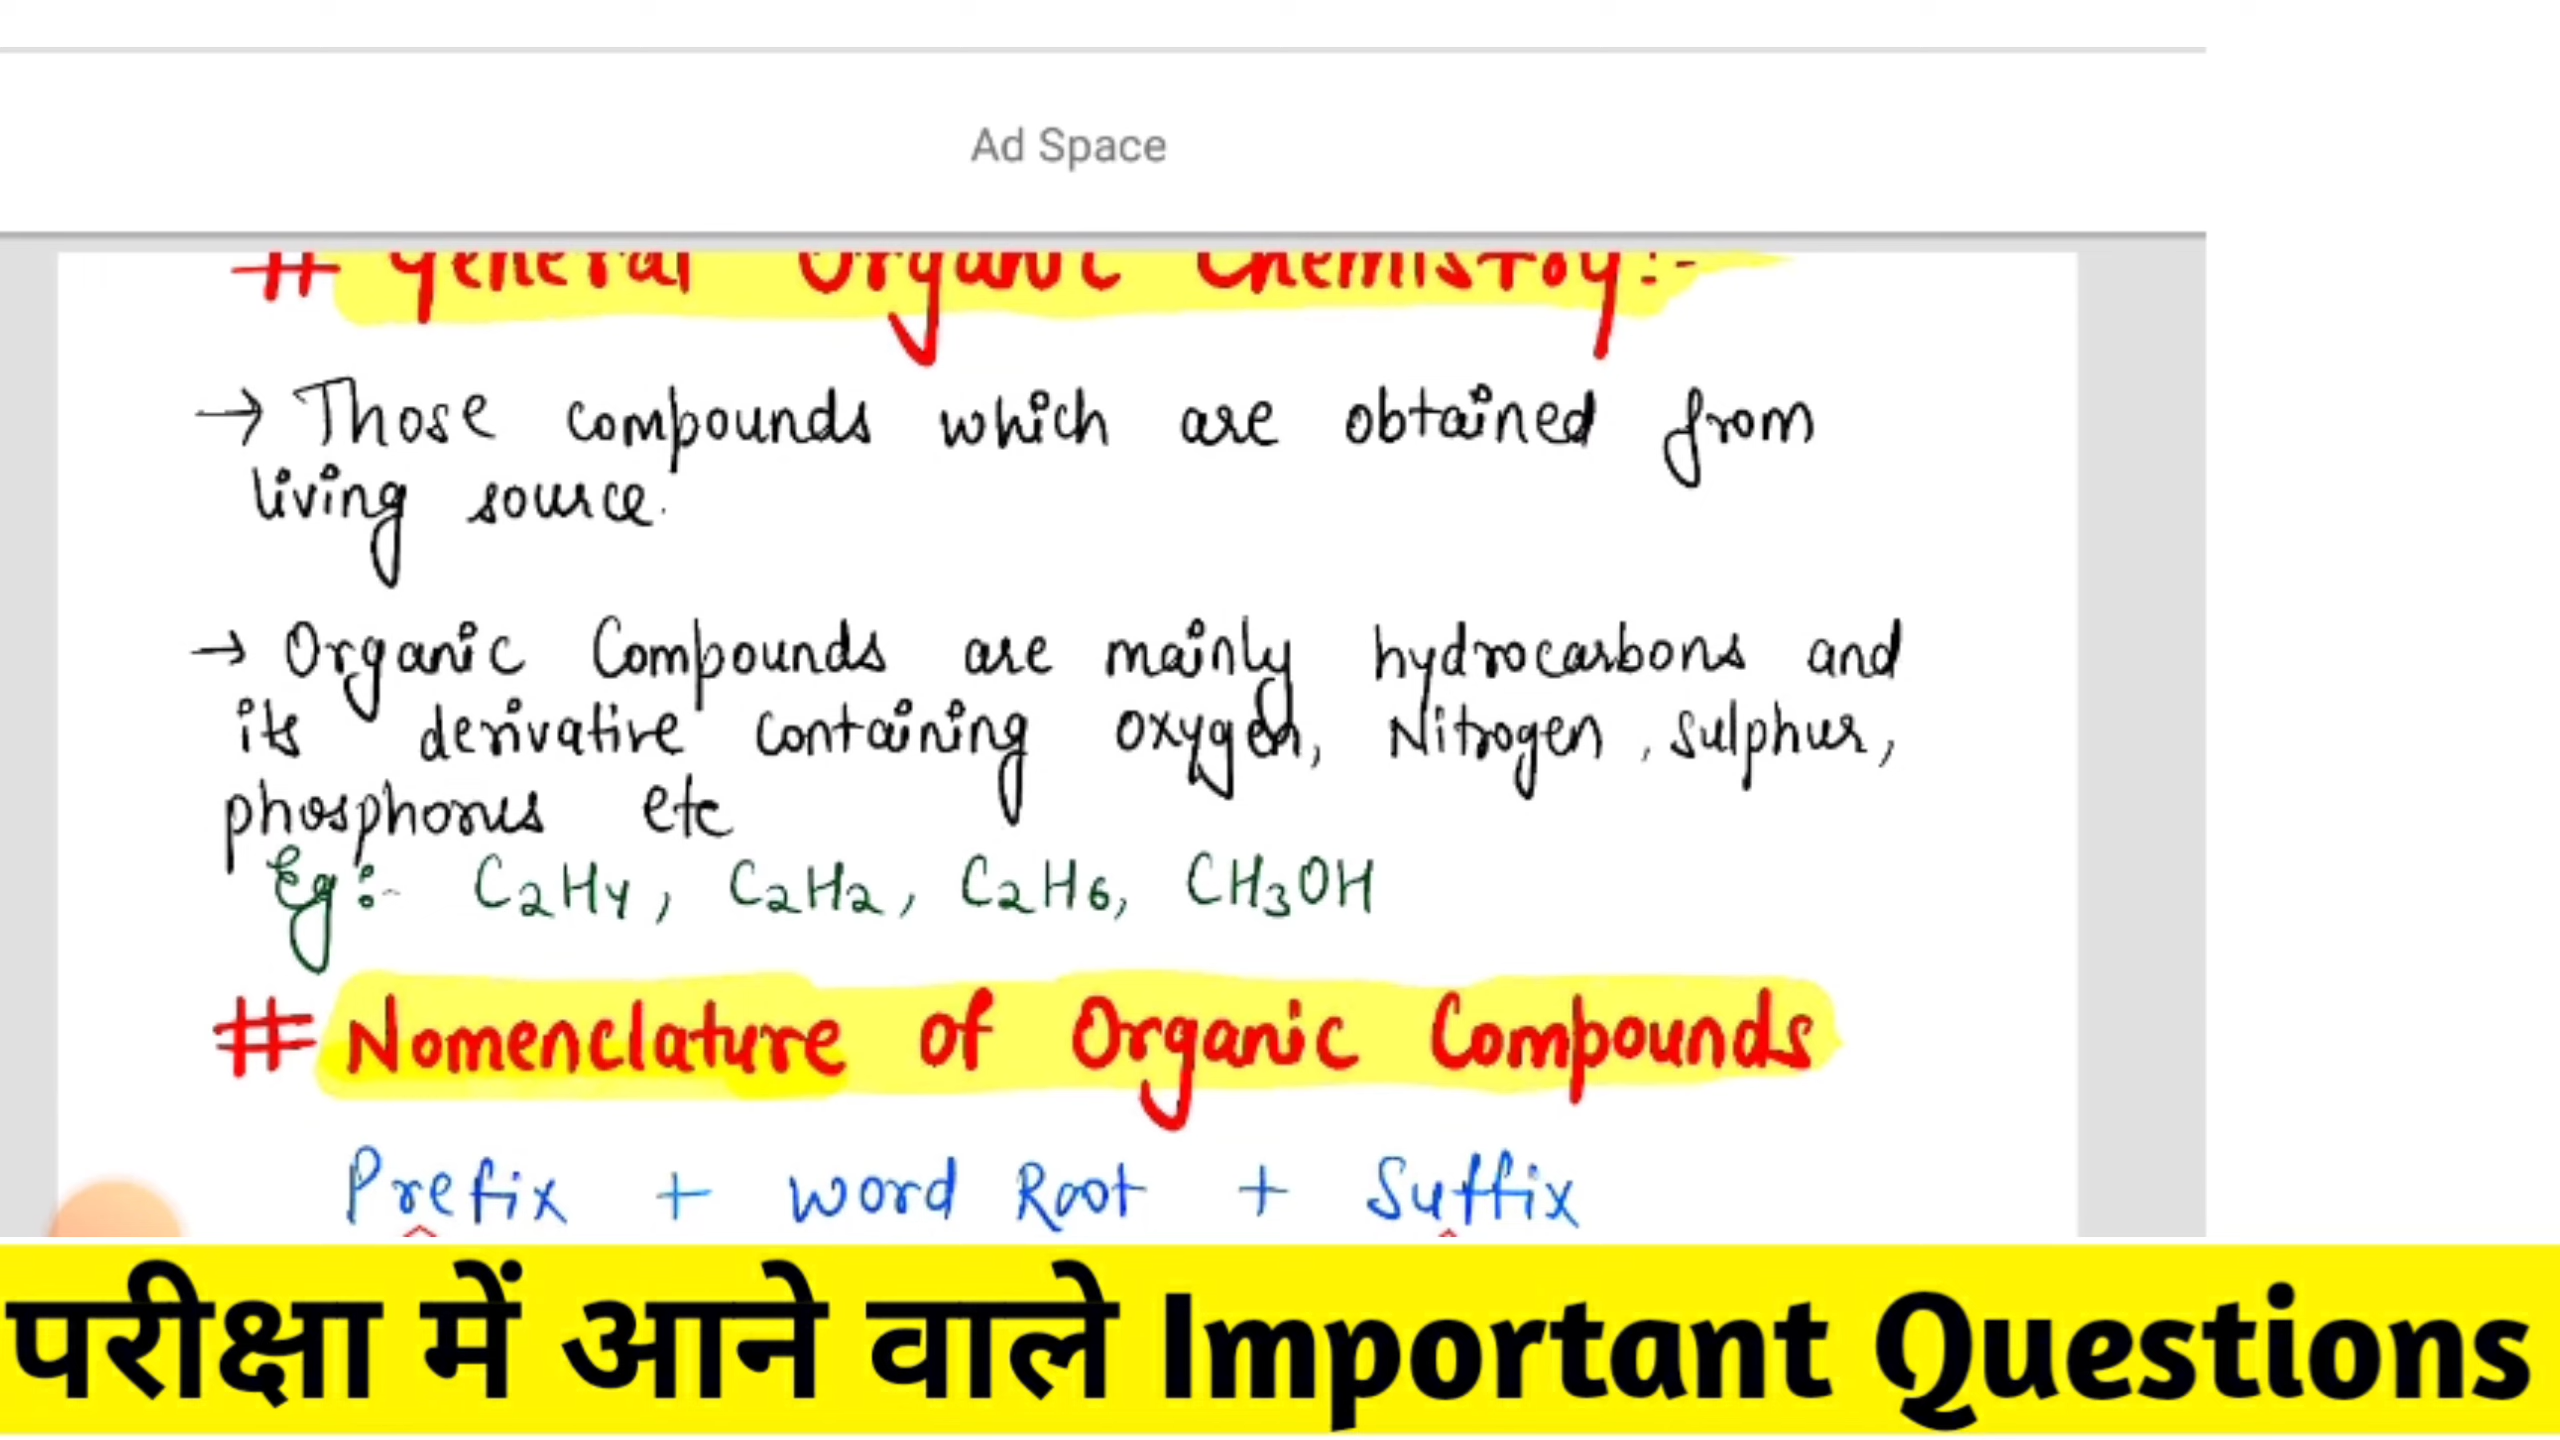 Ad Space
# General Organic Chemistry:-
→ Those compounds which are obtained from
living source.
→ Organic Compounds are mainly hydrocarbons and
its derivative containing oxygen, Nitrogen, sulphur,
phosphorus etc
Eg:- C2H4, C2H2, C2H6, CH3OH
# Nomenclature of Organic Compounds
Prefix + word Root + Suffix
परीक्षा में आने वाले Important Questions